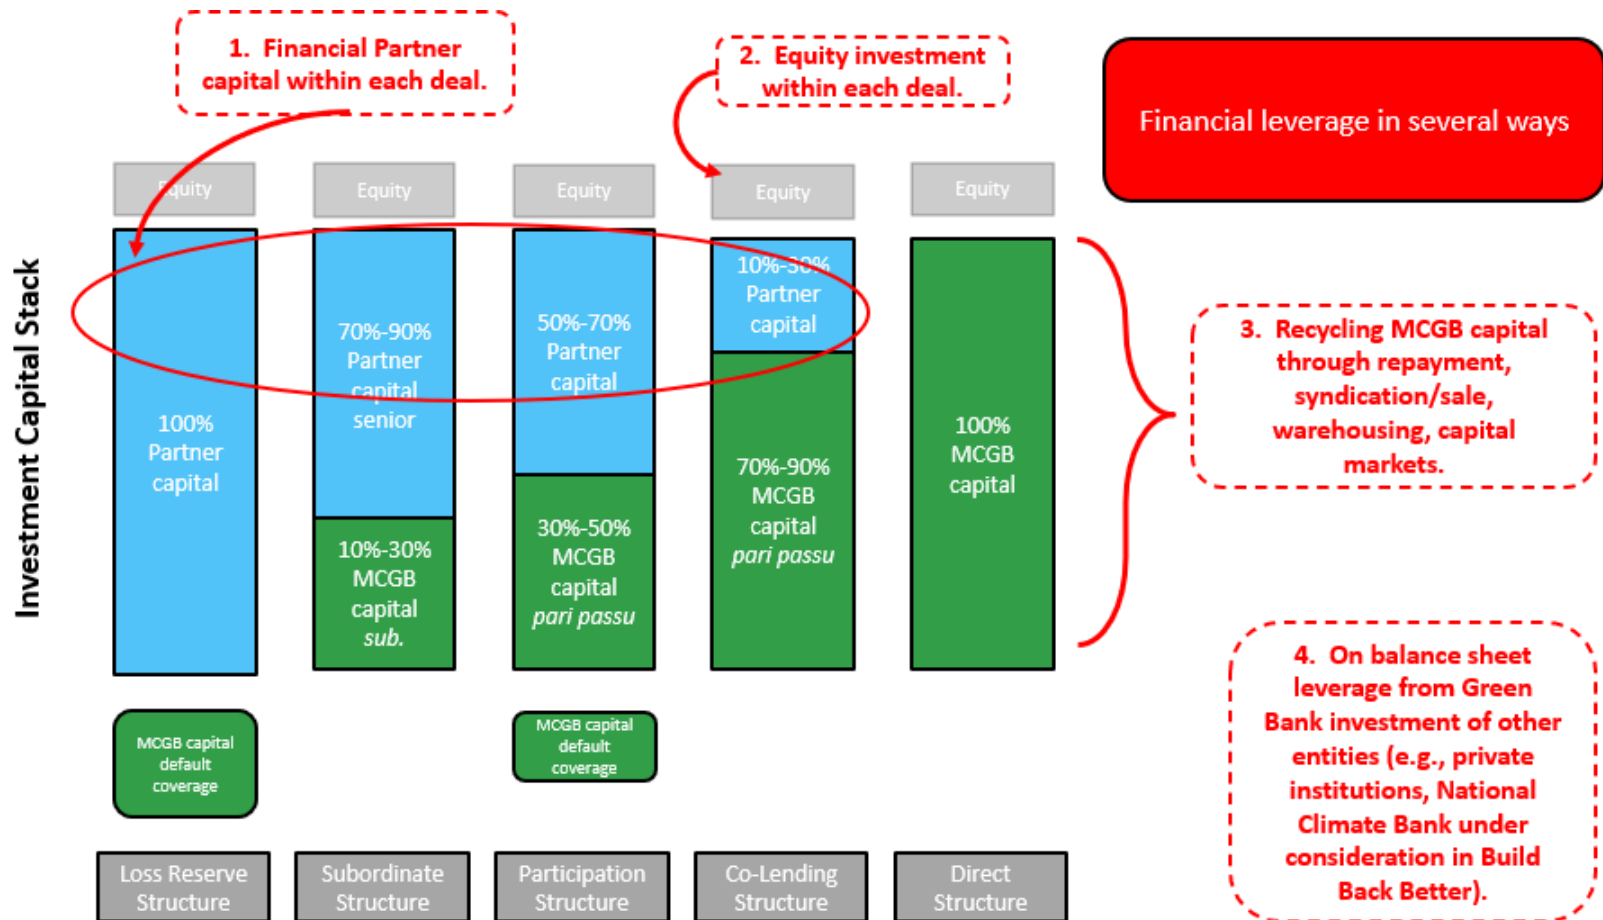 1. Financial Partner
capital within each deal.
2. Equity investment
within each deal.
Financial leverage in several ways
Investment Capital Stack
Equity
Equity
Equity
Equity
Equity
100%
Partner
capital
70%-90%
Partner
capital
senior
10%-30%
MCGB
capital
sub.
50%-70%
Partner
capital
30%-50%
MCGB
capital
pari passu
10%-30%
Partner
capital
70%-90%
MCGB
capital
pari passu
100%
MCGB
capital
3. Recycling MCGB capital
through repayment,
syndication/sale,
warehousing, capital
markets.
MCGB capital
default
coverage
MCGB capital
default
coverage
4. On balance sheet
leverage from Green
Bank investment of other
entities (e.g., private
institutions, National
Climate Bank under
consideration in Build
Back Better).
Loss Reserve
Structure
Subordinate
Structure
Participation
Structure
Co-Lending
Structure
Direct
Structure